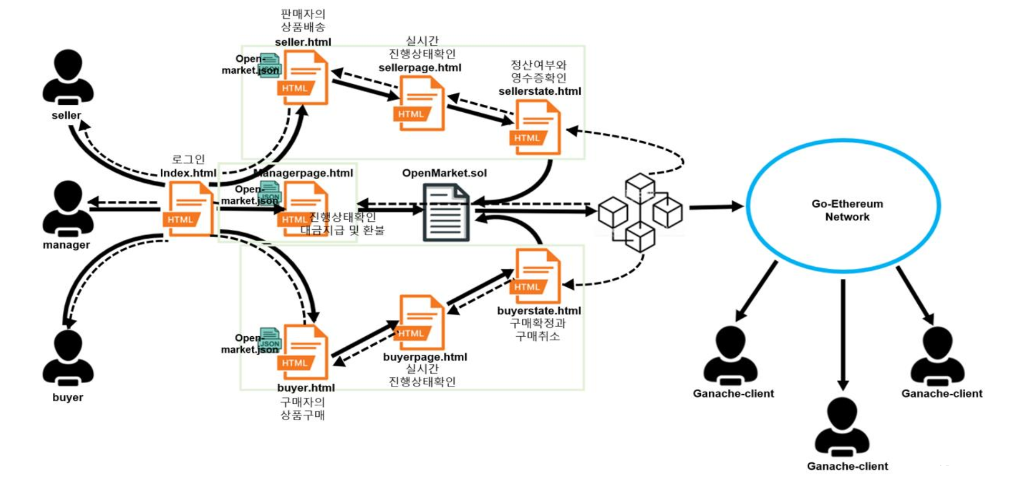 판매자의
상품배송
seller.html
Open-
market.json
JSON
HTML
실시간
진행상태확인
sellerpage.html
HTML
정산여부와
영수증확인
sellerstate.html
HTML
seller
로그인
Index.html
HTML
Managerpage.html
Open-
market.json
JSON
HTML
진행상태확인
대금지급 및 환불
OpenMarket.sol
manager
Go-Ethereum
Network
HTML
buyerstate.html
구매확정과
구매취소
HTML
buyerpage.html
실시간
진행상태확인
Open-
market.json
JSON
HTML
buyer.html
구매자의
상품구매
buyer
Ganache-client
Ganache-client
Ganache-client